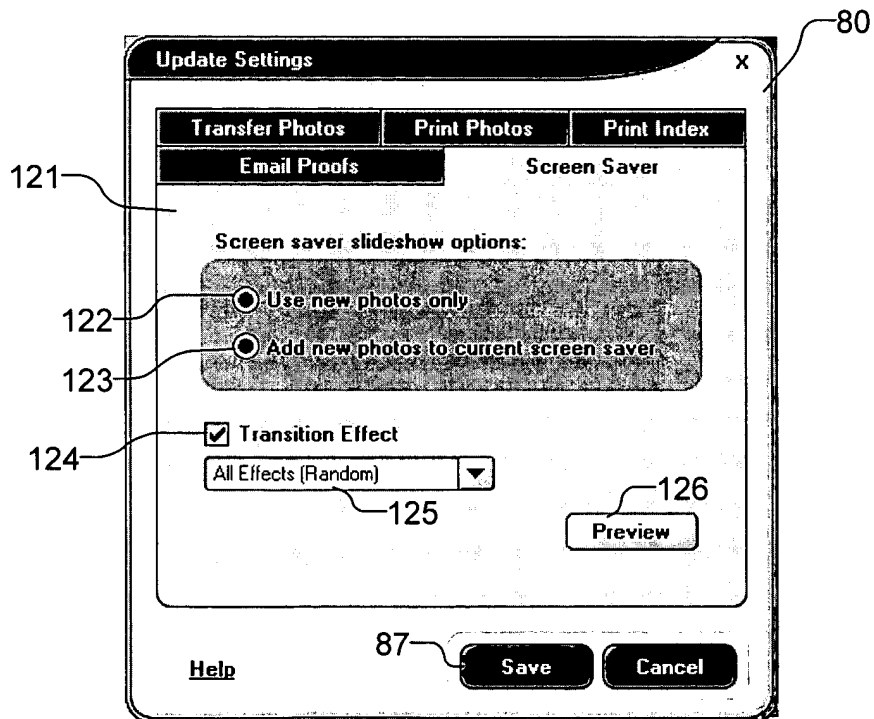 80
Update Settings x
Transfer Photos Print Photos Print Index
Email Proofs Screen Saver
121
Screen saver slideshow options:
122 Use new photos only
123 Add new photos to current screen saver
124 Transition Effect
All Effects (Random)
125
126
Preview
87
Help Save Cancel